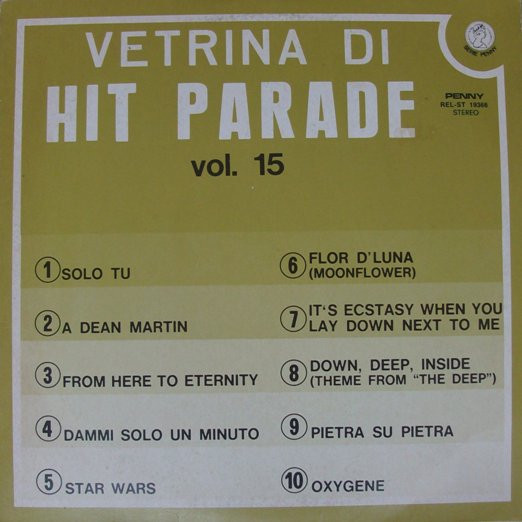 VETRINA DI
HIT PARADE
vol. 15
SERIE PENNY
PENNY
REL-ST 19366
STEREO
1 SOLO TU
2 A DEAN MARTIN
3 FROM HERE TO ETERNITY
4 DAMMI SOLO UN MINUTO
5 STAR WARS
6 FLOR D'LUNA
(MOONFLOWER)
7 IT'S ECSTASY WHEN YOU
LAY DOWN NEXT TO ME
8 DOWN, DEEP, INSIDE
(THEME FROM "THE DEEP")
9 PIETRA SU PIETRA
10 OXYGENE